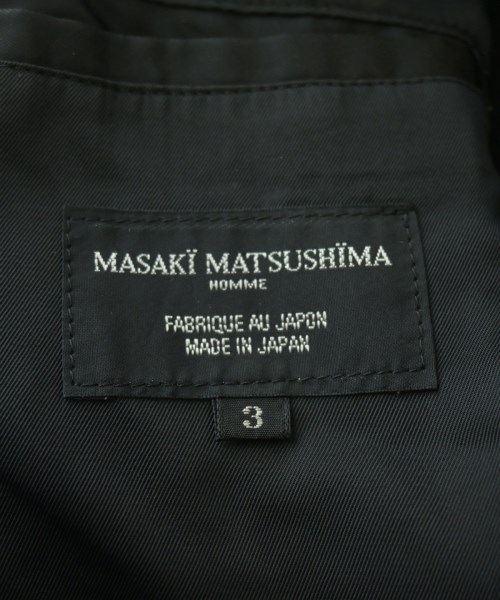 MASAKÏ MATSUSHÏMA
HOMME
FABRIQUE AU JAPON
MADE IN JAPAN
3